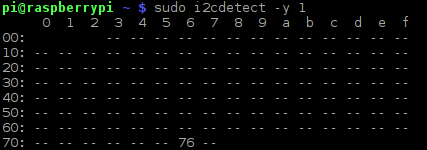 pi@raspberrypi ~ $ sudo i2cdetect -y 1
     0  1  2  3  4  5  6  7  8  9  a  b  c  d  e  f
00:          -- -- -- -- -- -- -- -- -- -- -- -- --
10: -- -- -- -- -- -- -- -- -- -- -- -- -- -- -- --
20: -- -- -- -- -- -- -- -- -- -- -- -- -- -- -- --
30: -- -- -- -- -- -- -- -- -- -- -- -- -- -- -- --
40: -- -- -- -- -- -- -- -- -- -- -- -- -- -- -- --
50: -- -- -- -- -- -- -- -- -- -- -- -- -- -- -- --
60: -- -- -- -- -- -- -- -- -- -- -- -- -- -- -- --
70: -- -- -- -- -- -- 76 --